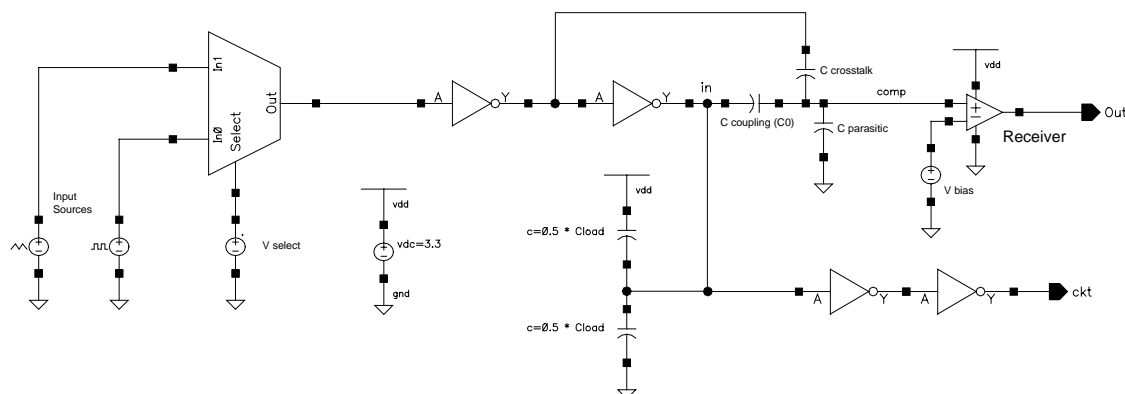 In1
In0
Select
Out
A
Y
A
Y
in
C crosstalk
C coupling (C0)
comp
C parasitic
vdd
+
−
Receiver
Out
V bias
Input
Sources
+
−
+
−
V select
+
−
vdd
vdc=3.3
+
−
gnd
vdd
c=0.5 * Cload
c=0.5 * Cload
A
Y
A
Y
ckt
+
−